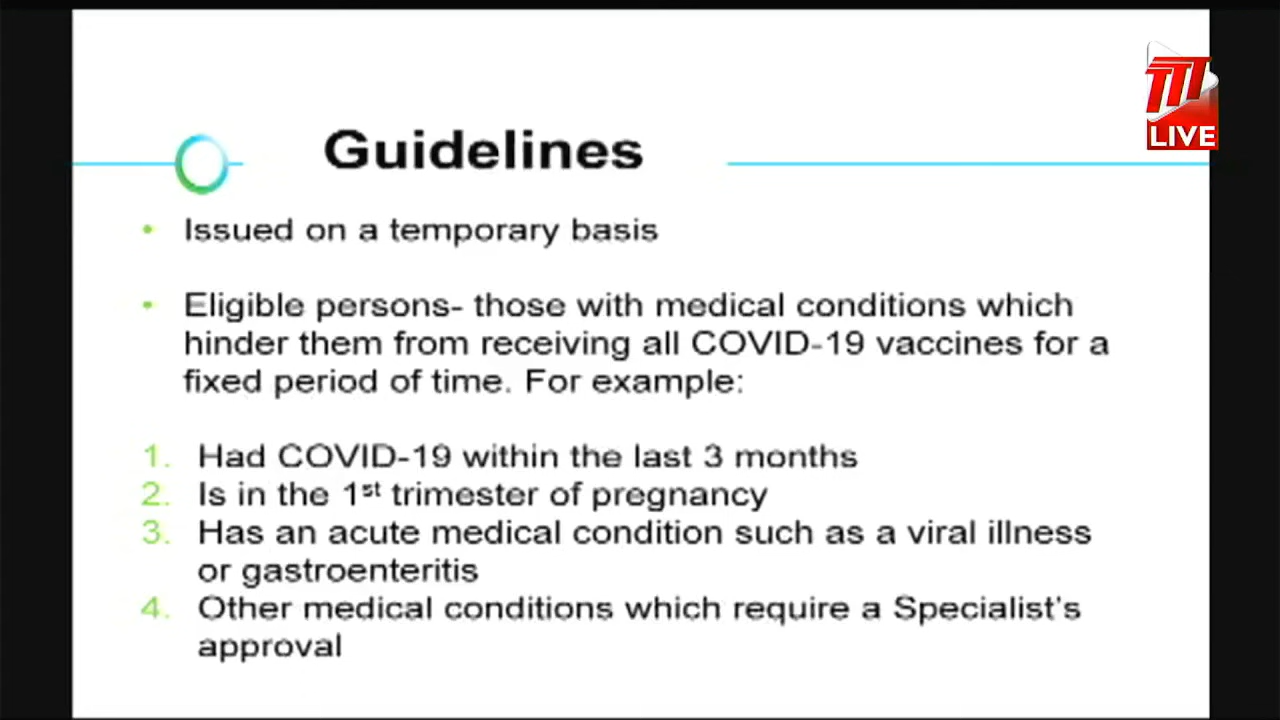 TTT
LIVE
Guidelines
• Issued on a temporary basis
• Eligible persons- those with medical conditions which
hinder them from receiving all COVID-19 vaccines for a
fixed period of time. For example:
1. Had COVID-19 within the last 3 months
2. Is in the 1st trimester of pregnancy
3. Has an acute medical condition such as a viral illness
or gastroenteritis
4. Other medical conditions which require a Specialist's
approval